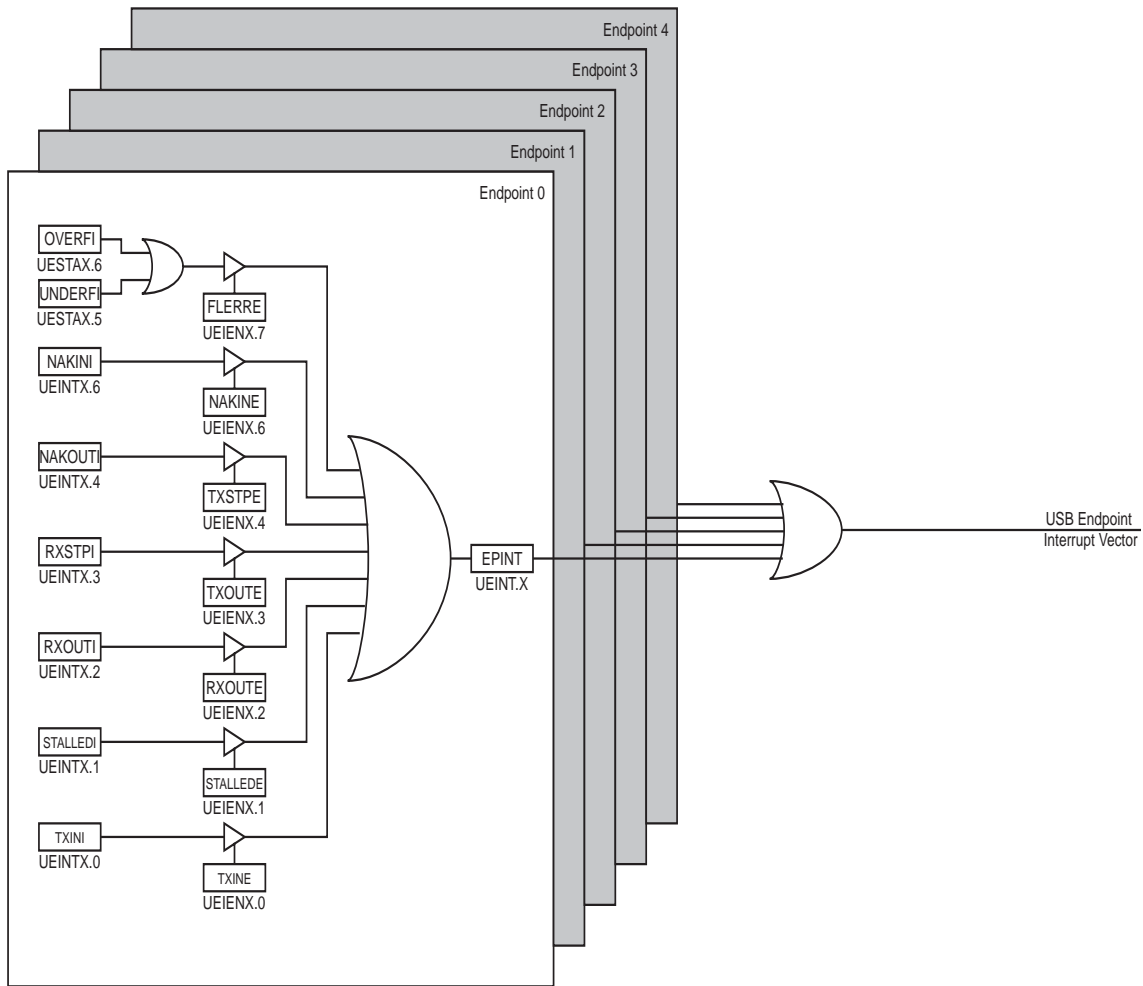 Endpoint 4
Endpoint 3
Endpoint 2
Endpoint 1
Endpoint 0
OVERFI
UESTAX.6
UNDERFI
UESTAX.5
FLERRE
UEIENX.7
NAKINI
UEINTX.6
NAKINE
UEIENX.6
NAKOUTI
UEINTX.4
TXSTPE
UEIENX.4
RXSTPI
UEINTX.3
TXOUTE
UEIENX.3
RXOUTI
UEINTX.2
RXOUTE
UEIENX.2
STALLEDI
UEINTX.1
STALLEDE
UEIENX.1
TXINI
UEINTX.0
TXINE
UEIENX.0
EPINT
UEINT.X
USB Endpoint
Interrupt Vector